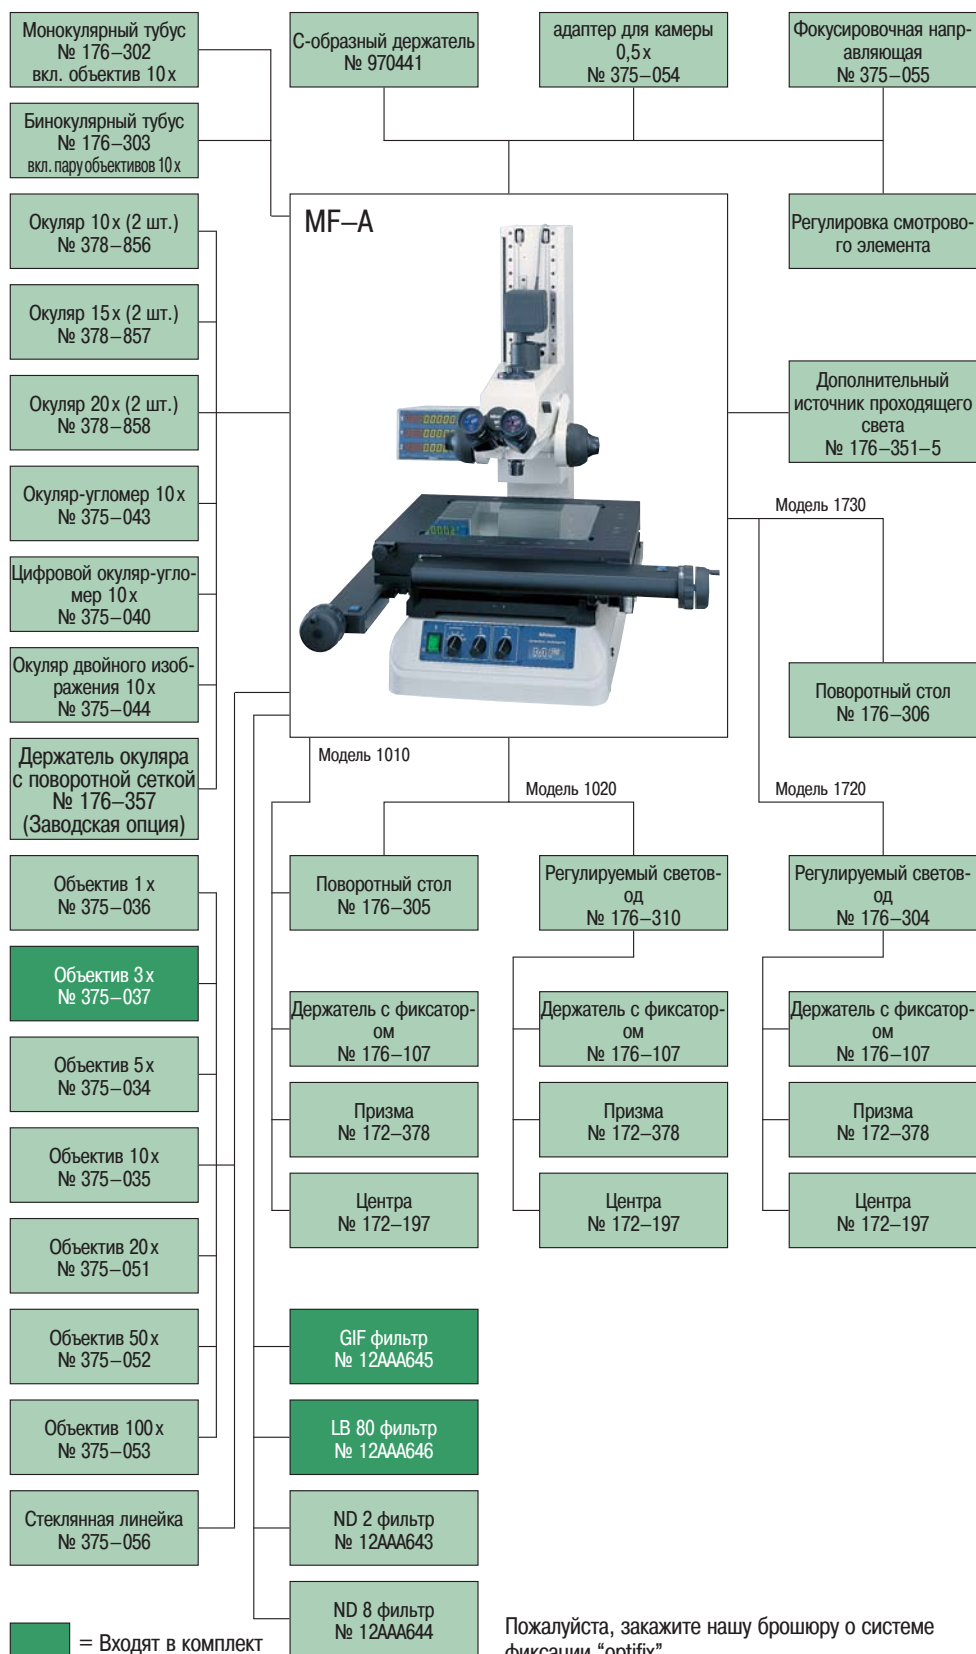 Монокулярный тубус
№ 176–302
вкл. объектив 10x
С-образный держатель
№ 970441
адаптер для камеры
0,5x
№ 375–054
Фокусировочная напр-
авляющая
№ 375–055
Бинокулярный тубус
№ 176–303
вкл. пару объективов 10x
Окуляр 10x (2 шт.)
№ 378–856
MF–A
Регулировка смотрово-
го элемента
Окуляр 15x (2 шт.)
№ 378–857
Окуляр 20x (2 шт.)
№ 378–858
Дополнительный
источник проходящего
света
№ 176–351–5
Окуляр-угломер 10x
№ 375–043
Модель 1730
Цифровой окуляр-угло-
мер 10x
№ 375–040
Окуляр двойного изоб-
ражения 10x
№ 375–044
Поворотный стол
№ 176–306
Держатель окуляра
с поворотной сеткой
№ 176–357
(Заводская опция)
Модель 1010
Модель 1020
Модель 1720
Объектив 1x
№ 375–036
Поворотный стол
№ 176–305
Регулируемый светов-
од
№ 176–310
Регулируемый светов-
од
№ 176–304
Объектив 3x
№ 375–037
Держатель с фиксатор-
ом
№ 176–107
Держатель с фиксатор-
ом
№ 176–107
Держатель с фиксатор-
ом
№ 176–107
Объектив 5x
№ 375–034
Призма
№ 172–378
Призма
№ 172–378
Призма
№ 172–378
Объектив 10x
№ 375–035
Центра
№ 172–197
Центра
№ 172–197
Центра
№ 172–197
Объектив 20x
№ 375–051
Объектив 50x
№ 375–052
GIF фильтр
№ 12AAA645
Объектив 100x
№ 375–053
LB 80 фильтр
№ 12AAA646
Стеклянная линейка
№ 375–056
ND 2 фильтр
№ 12AAA643
ND 8 фильтр
№ 12AAA644
= Входят в комплект
Пожалуйста, закажите нашу брошюру о системе
фиксации “optifix”